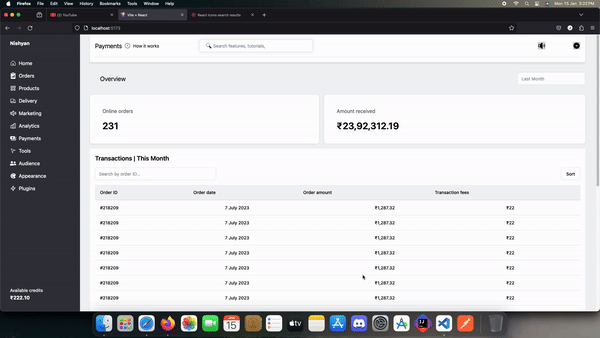 Firefox File Edit View History Bookmarks Tools Window Help
Mon 15 Jan 3:23 PM
YouTube
Vite + React
React Icons search results
localhost:5173
Nishyan
Home
Orders
Products
Delivery
Marketing
Analytics
Payments
Tools
Audience
Appearance
Plugins
Available credits
₹222.10
Payments How it works
Search features, tutorials,
Overview
Last Month
Online orders
231
Amount received
₹23,92,312.19
Transactions | This Month
Search by order ID...
Sort
Order ID Order date Order amount Transaction fees
#218209 7 July 2023 ₹1,287.32 ₹22
#218209 7 July 2023 ₹1,287.32 ₹22
#218209 7 July 2023 ₹1,287.32 ₹22
#218209 7 July 2023 ₹1,287.32 ₹22
#218209 7 July 2023 ₹1,287.32 ₹22
#218209 7 July 2023 ₹1,287.32 ₹22
#218209 7 July 2023 ₹1,287.32 ₹22
JAN
15
tv